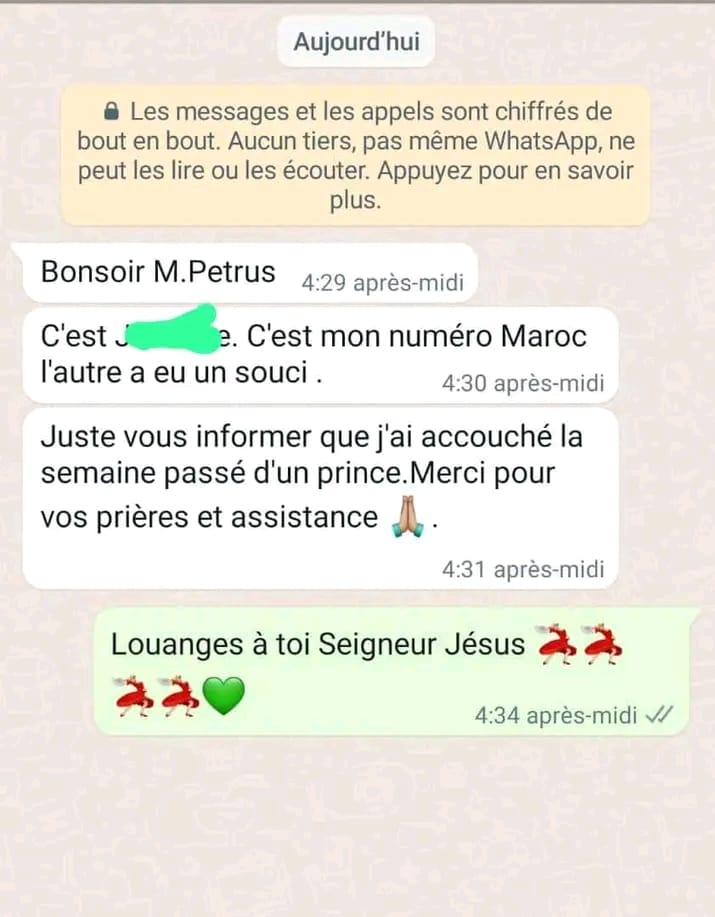 Aujourd'hui
Les messages et les appels sont chiffrés de
bout en bout. Aucun tiers, pas même WhatsApp, ne
peut les lire ou les écouter. Appuyez pour en savoir
plus.
Bonsoir M.Petrus 4:29 après-midi
C'est . C'est mon numéro Maroc
l'autre a eu un souci . 4:30 après-midi
Juste vous informer que j'ai accouché la
semaine passé d'un prince.Merci pour
vos prières et assistance 🙏🏼 .
4:31 après-midi
Louanges à toi Seigneur Jésus 💃💃
💃💃💚 4:34 après-midi